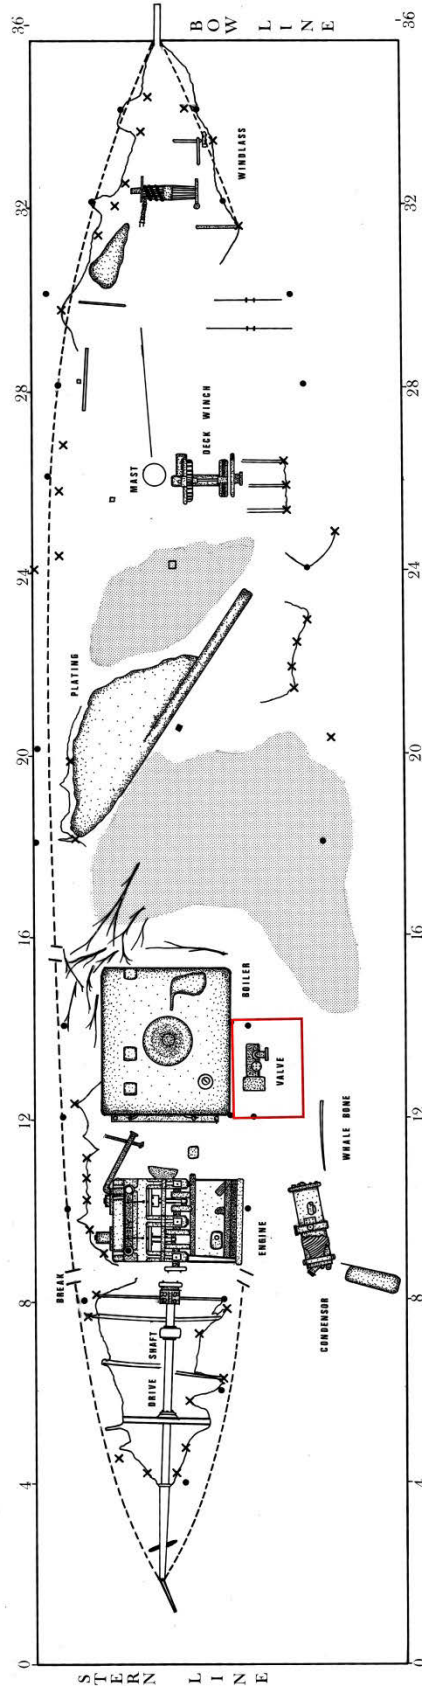 BOW LINE
36
36
WINDLASS
32
32
28
28
DECK WINCH
MAST
24
24
PLATING
20
20
16
16
BOILER
VALVE
12
12
WHALE BONE
ENGINE
BREAK
CONDENSOR
8
8
DRIVE SHAFT
4
4
0
0
STERN LINE